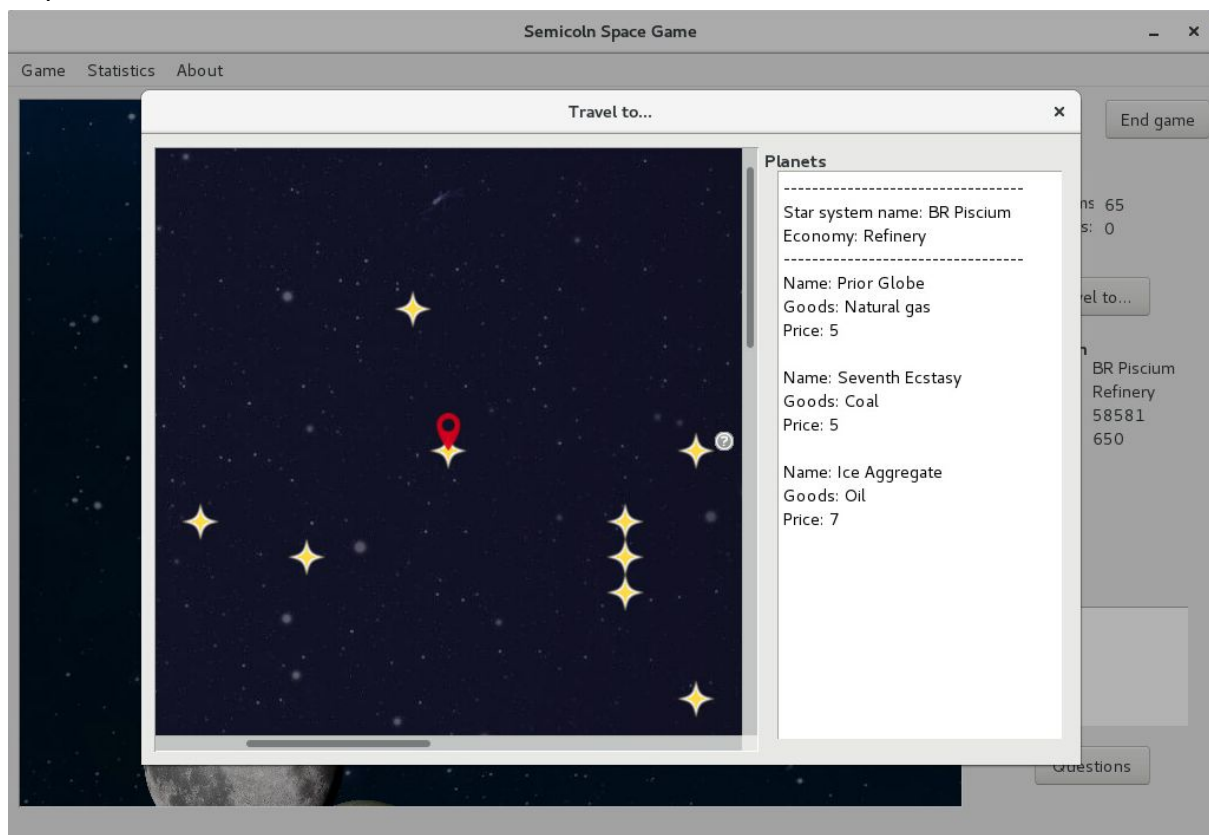 Semicoln Space Game
Game Statistics About
Travel to...
End game
Planets
-----------------------------------
Star system name: BR Piscium
Economy: Refinery
-----------------------------------
Name: Prior Globe
Goods: Natural gas
Price: 5
Name: Seventh Ecstasy
Goods: Coal
Price: 5
Name: Ice Aggregate
Goods: Oil
Price: 7
65
0
to...
BR Piscium
Refinery
58581
650
Questions